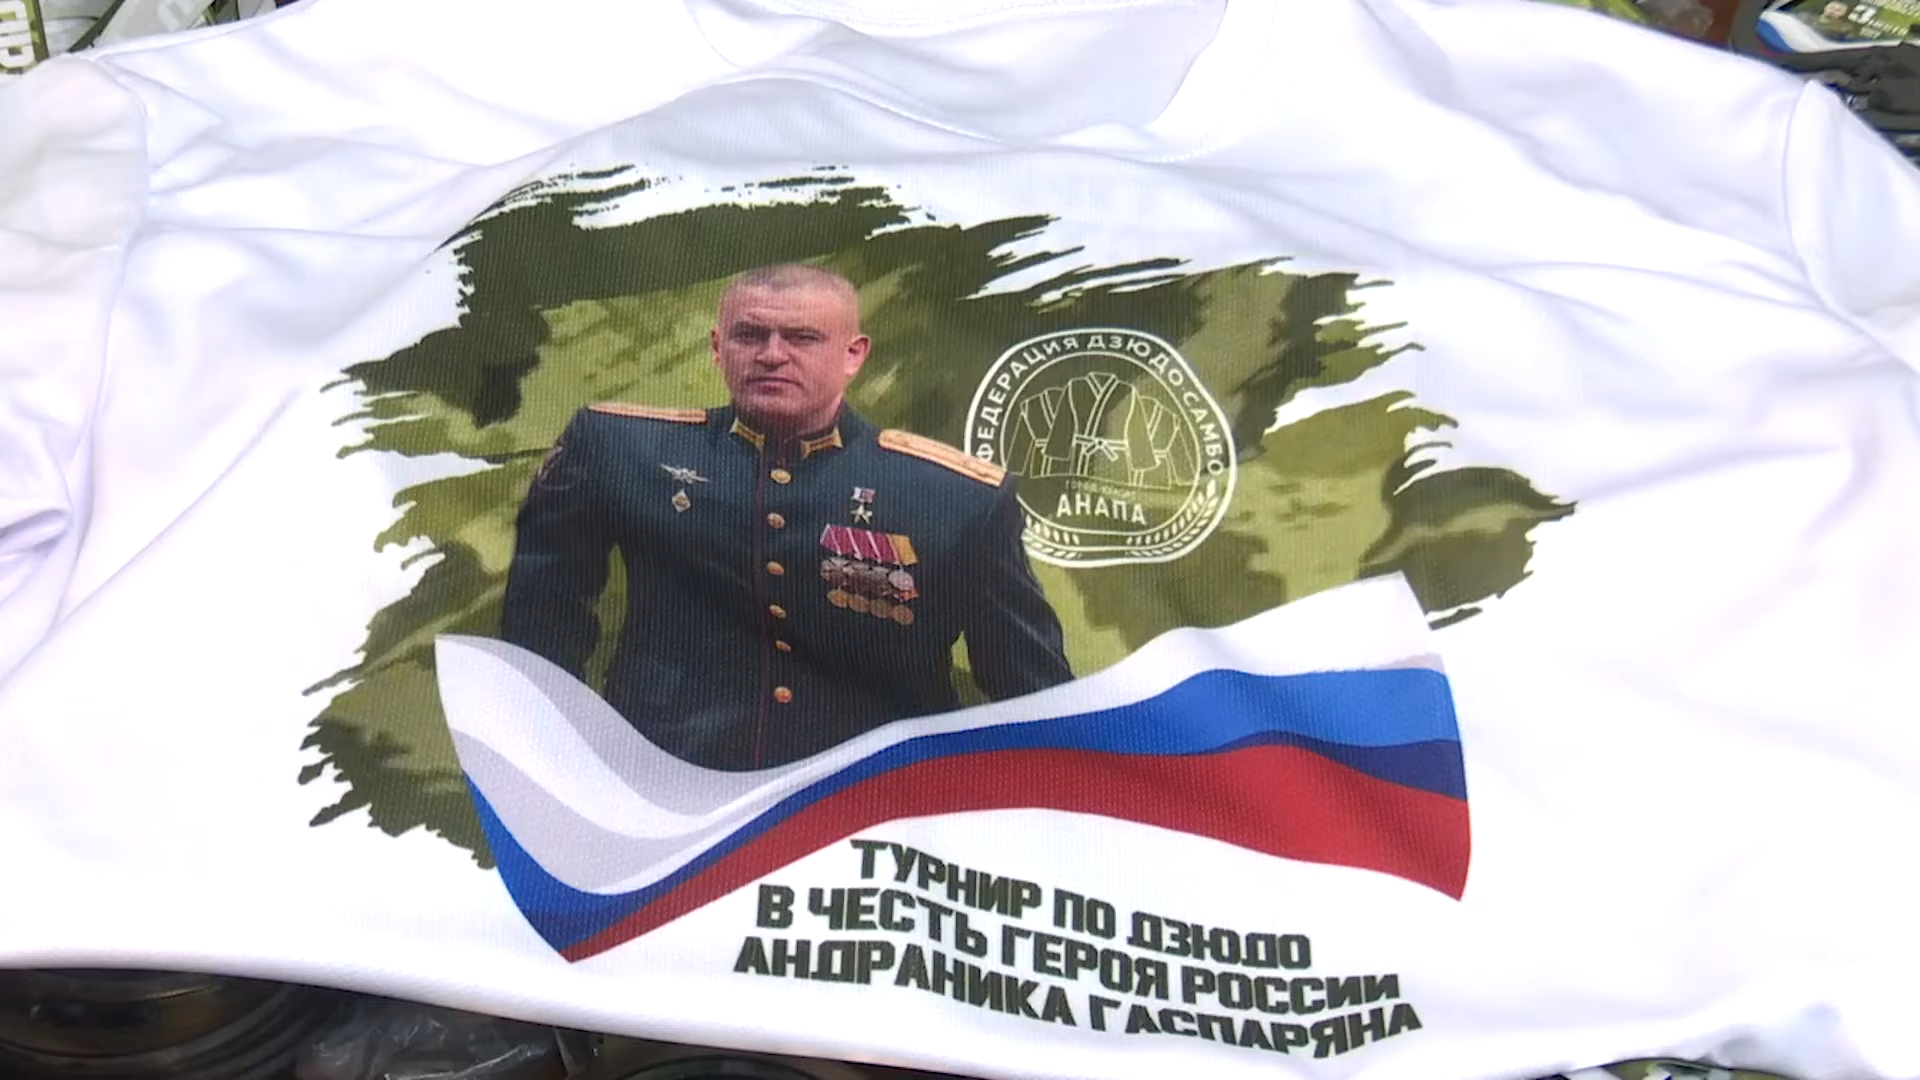 ФЕДЕРАЦИЯ ДЗЮДО САМБО
АНАПА
ТУРНИР ПО ДЗЮДО
В ЧЕСТЬ ГЕРОЯ РОССИИ
АНДРАНИКА ГАСПАРЯНА